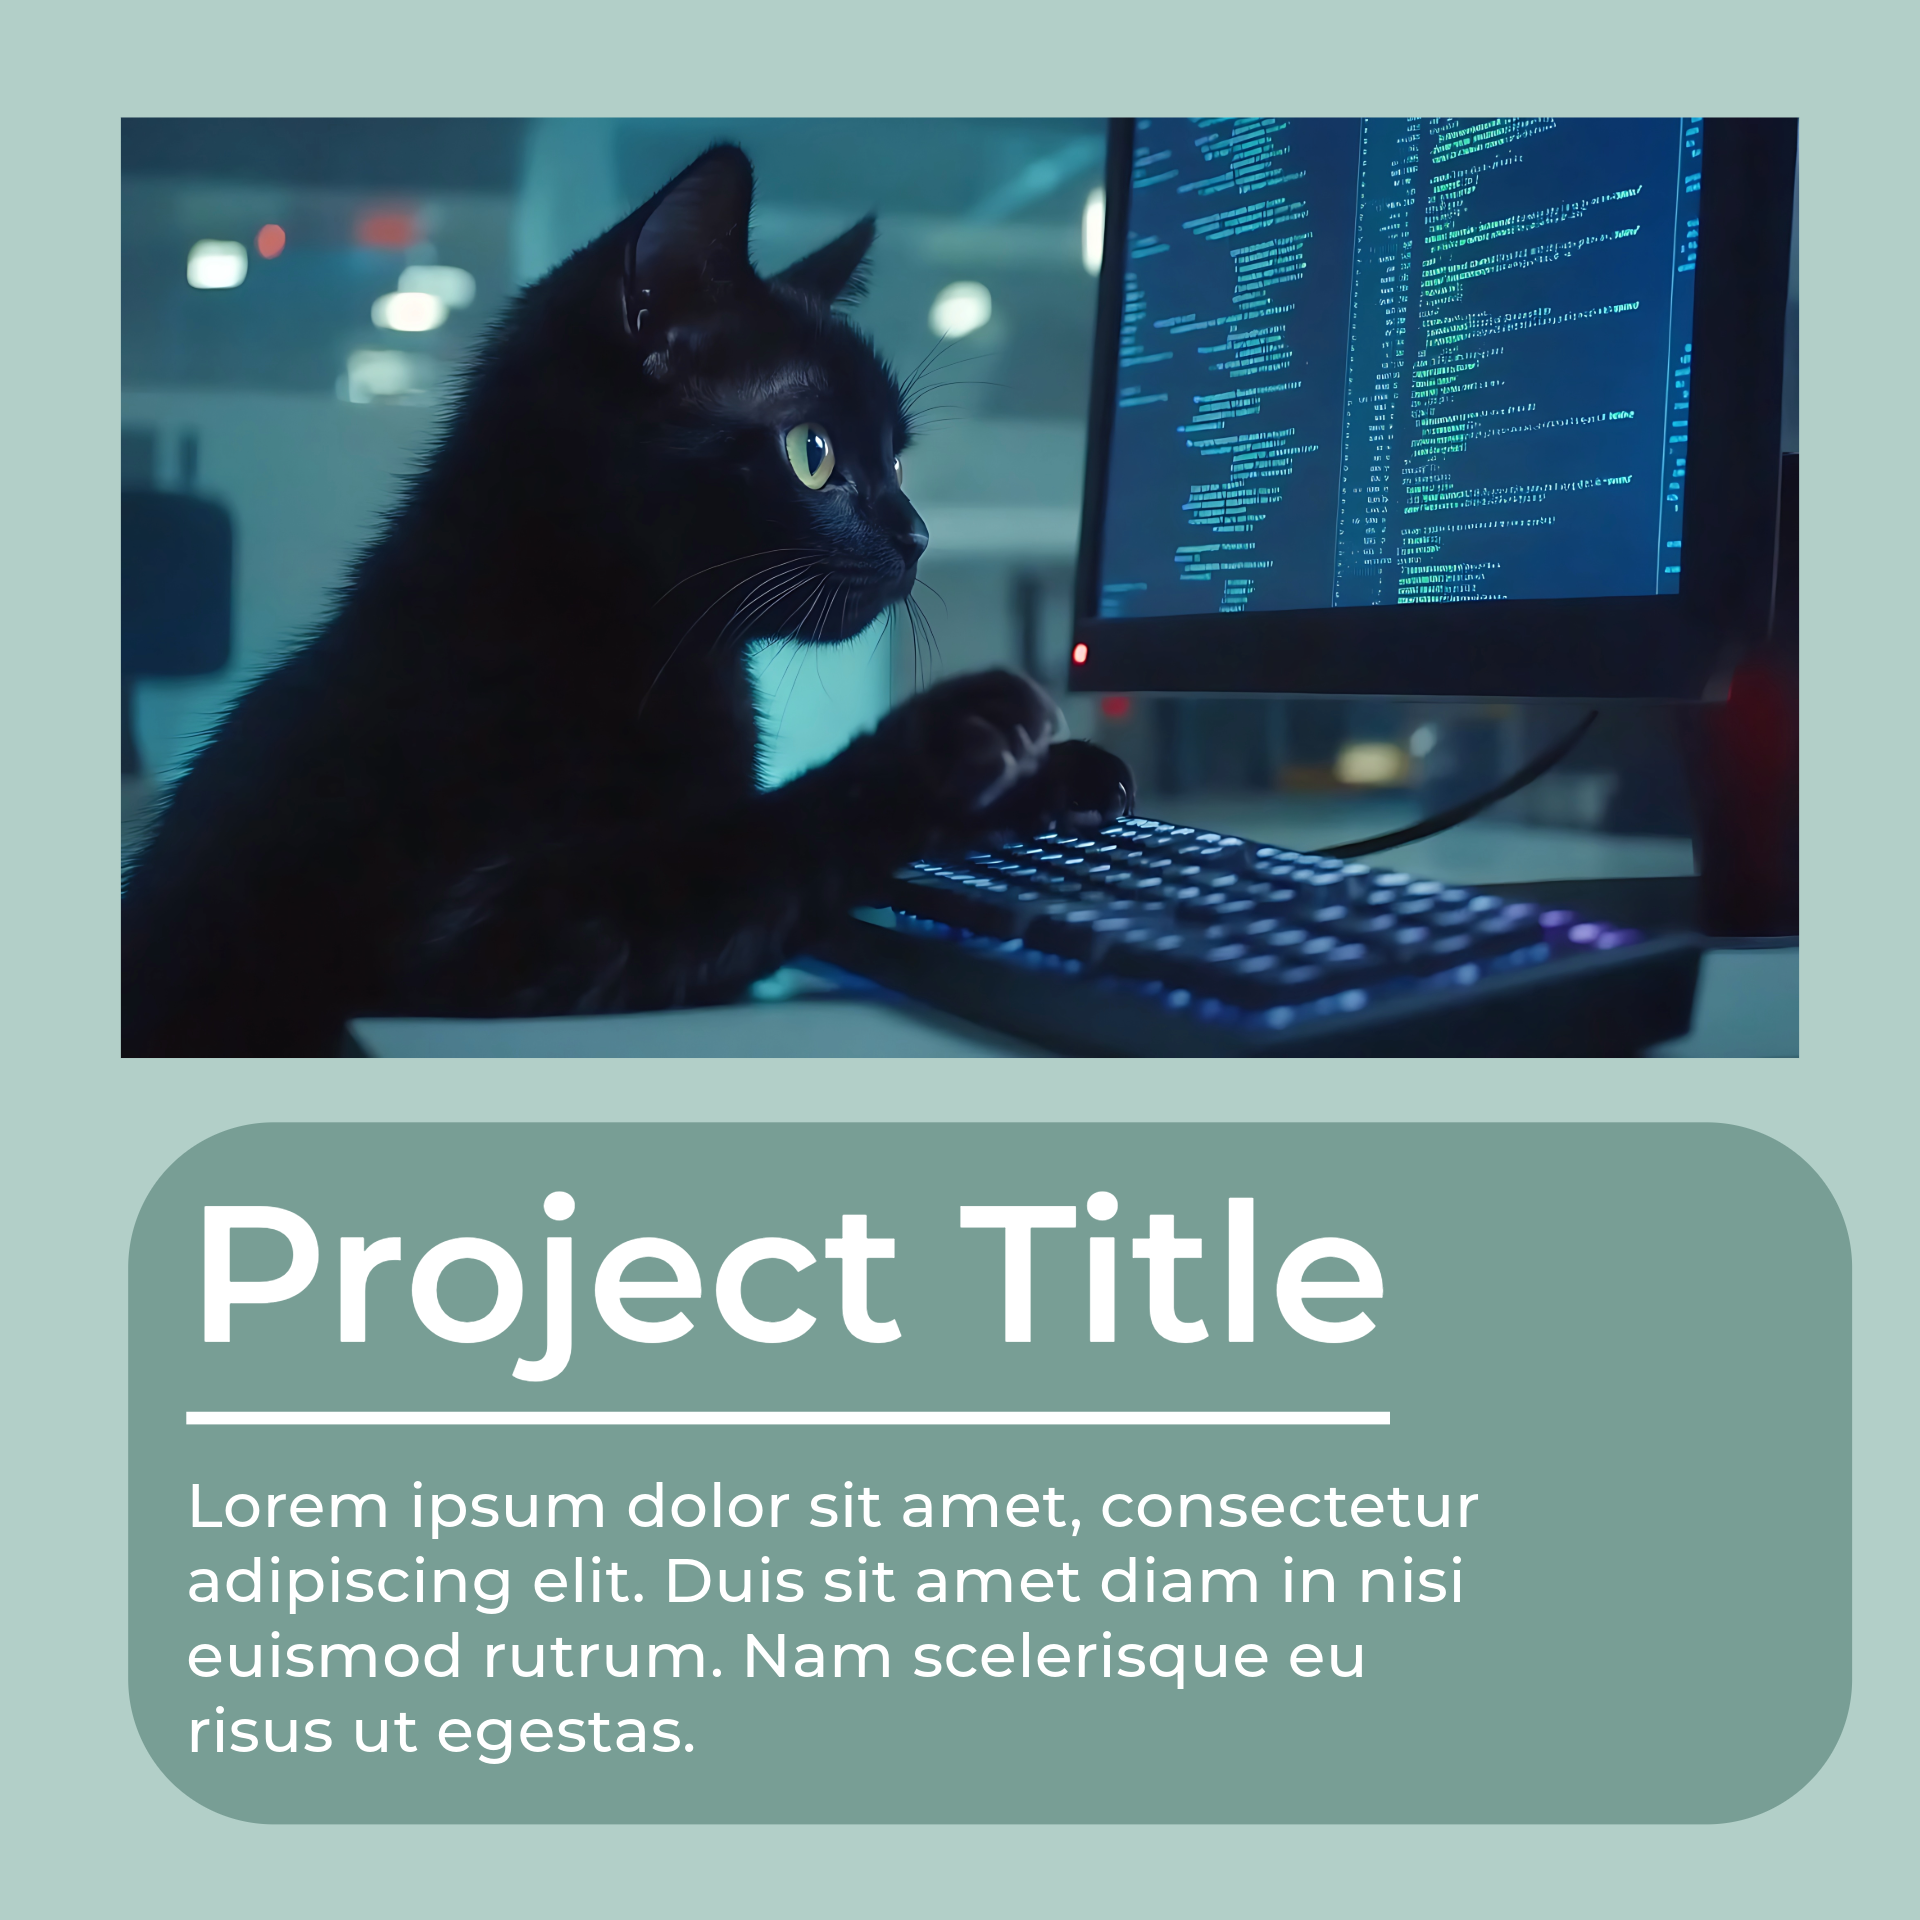 Project Title
Lorem ipsum dolor sit amet, consectetur
adipiscing elit. Duis sit amet diam in nisi
euismod rutrum. Nam scelerisque eu
risus ut egestas.